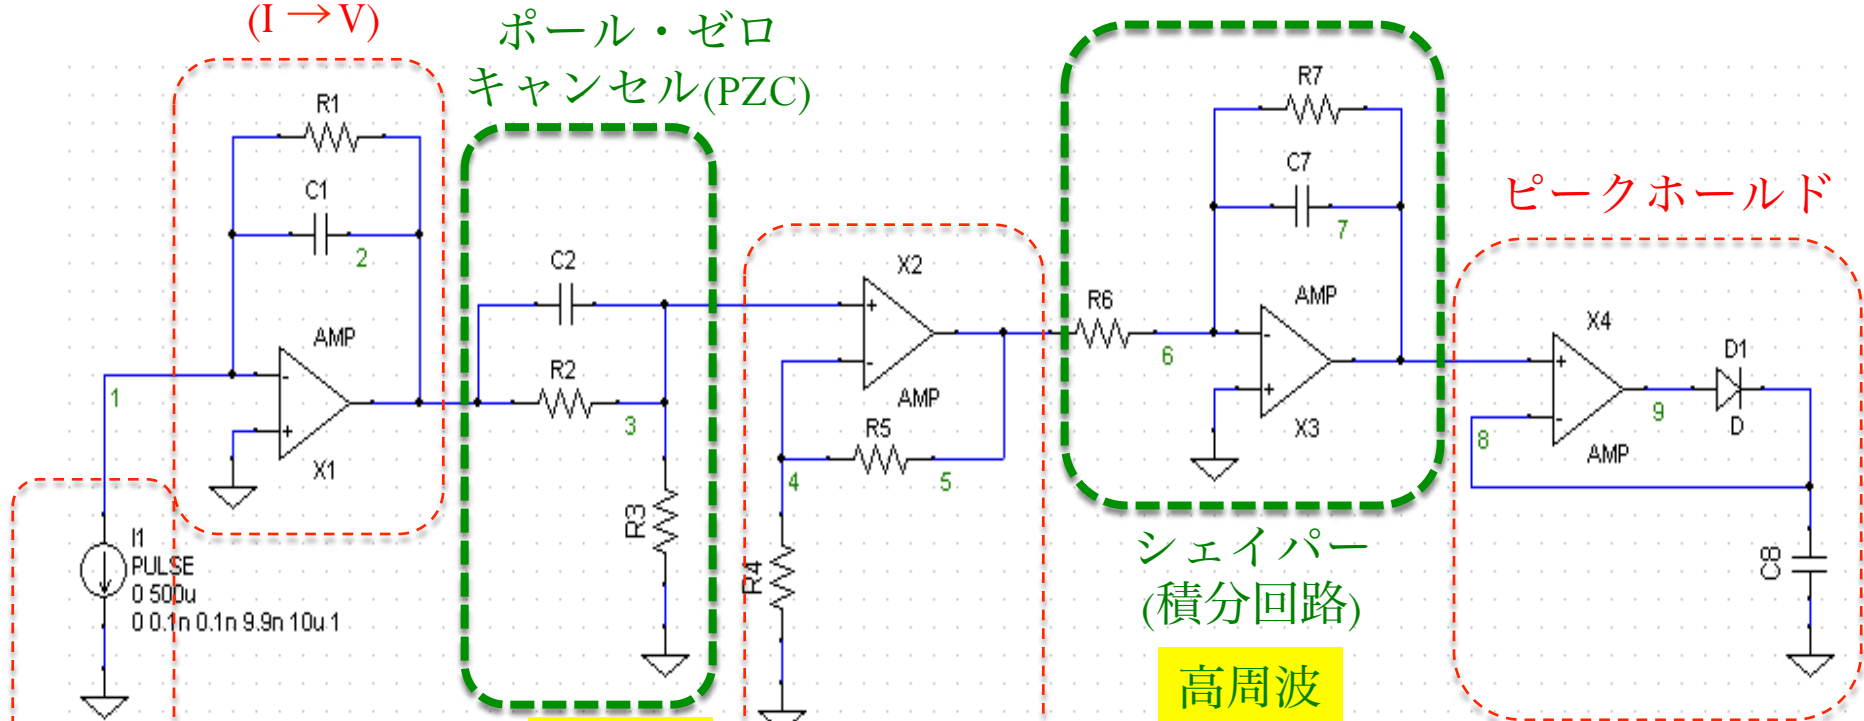 (I →V)
ポール・ゼロ
キャンセル(PZC)
R1
C1
2
AMP
1
X1
I1
PULSE
0 500u
0 0.1n 0.1n 9.9n 10u 1
C2
R2
3
R3
X2
AMP
R5
4
5
R4
R7
C7
7
R6
6
AMP
X3
シェイパー
(積分回路)
高周波
ピークホールド
X4
D1
9
D
8
AMP
C8